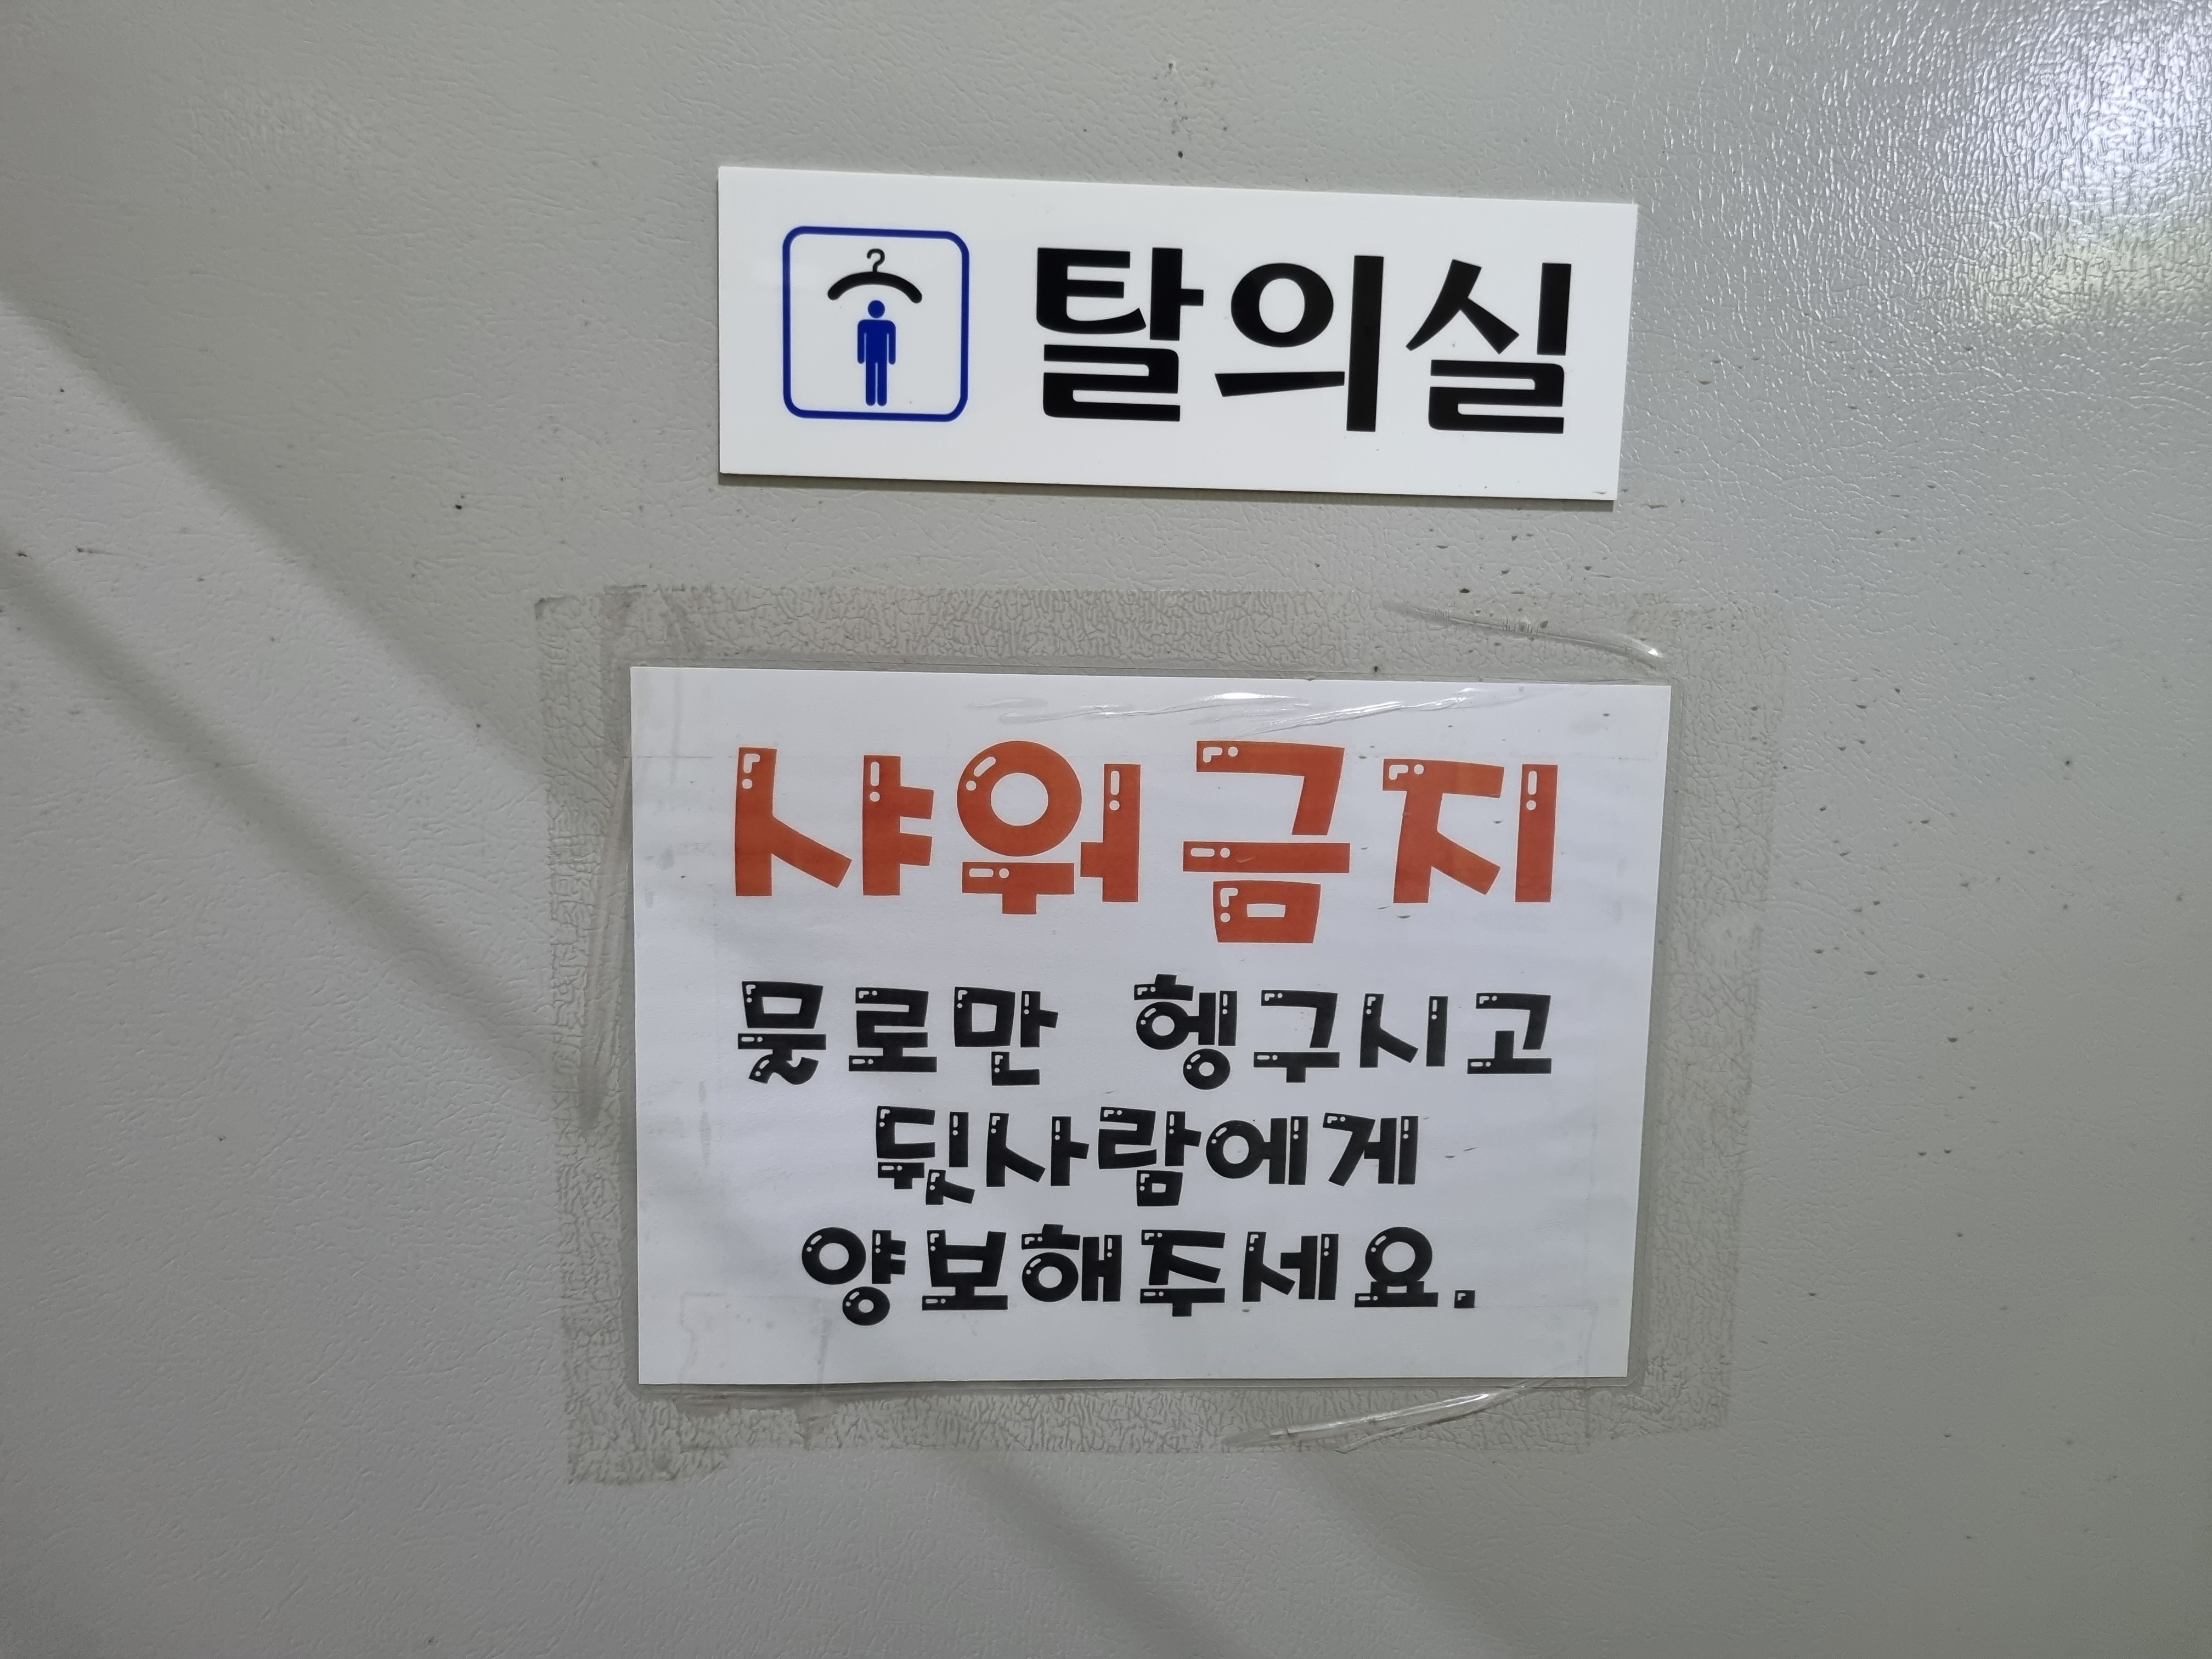 탈의실
샤워금지
물로만 헹구시고
뒷사람에게
양보해주세요.